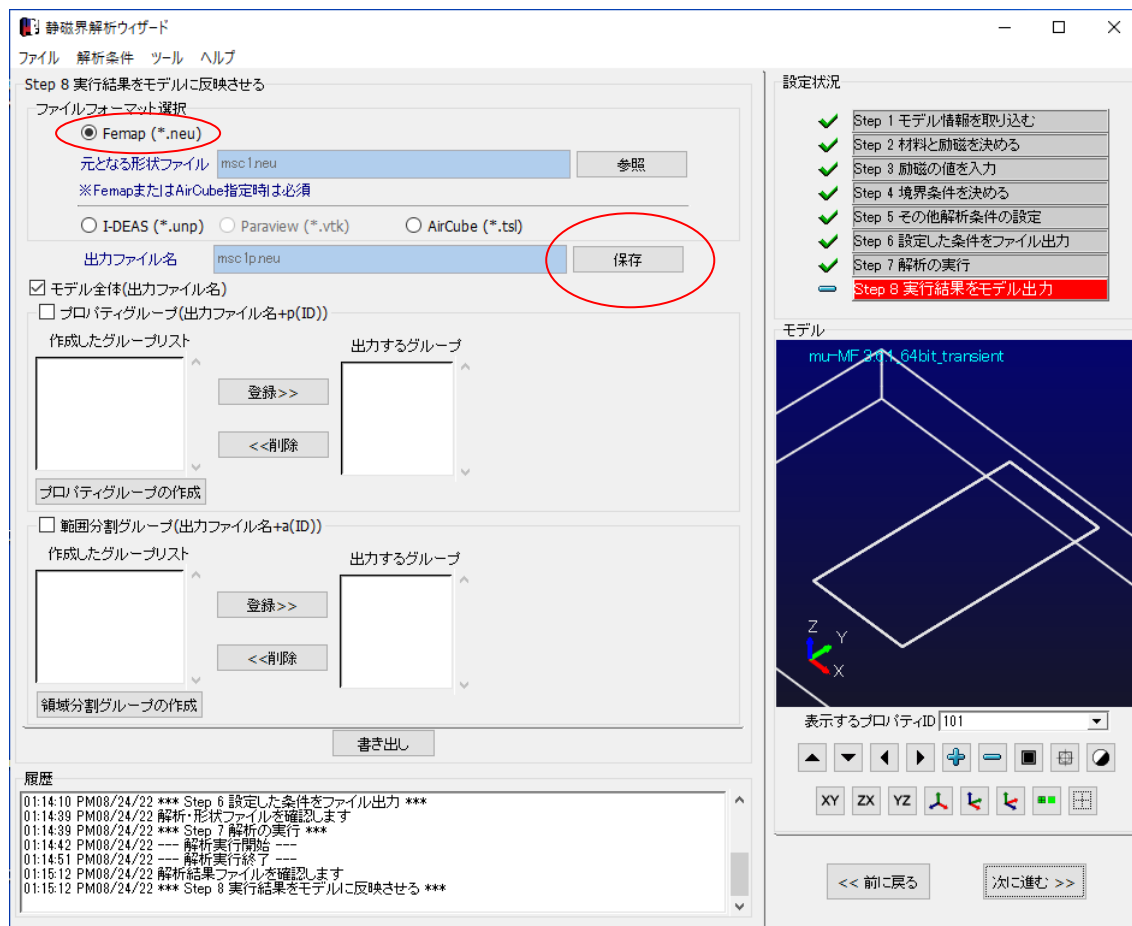 静磁界解析ウィザード
ファイル 解析条件 ツール ヘルプ
Step 8 実行結果をモデルに反映させる
ファイルフォーマット選択
Femap (*.neu)
元となる形状ファイル msc1.neu 参照
※FemapまたはAirCube指定時は必須
I-DEAS (*.unp) Paraview (*.vtk) AirCube (*.tsl)
出力ファイル名 msc1p.neu 保存
モデル全体(出力ファイル名)
プロパティグループ(出力ファイル名+p(ID))
作成したグループリスト 出力するグループ
登録>>
<<削除
プロパティグループの作成
範囲分割グループ(出力ファイル名+a(ID))
作成したグループリスト 出力するグループ
登録>>
<<削除
領域分割グループの作成
書き出し
履歴
01:14:10 PM08/24/22 *** Step 6 設定した条件をファイル出力 ***
01:14:39 PM08/24/22 解析・形状ファイルを確認します
01:14:39 PM08/24/22 *** Step 7 解析の実行 ***
01:14:42 PM08/24/22 --- 解析実行開始 ---
01:14:51 PM08/24/22 --- 解析実行終了 ---
01:15:12 PM08/24/22 解析結果ファイルを確認します
01:15:12 PM08/24/22 *** Step 8 実行結果をモデルに反映させる ***
設定状況
Step 1 モデル情報を取り込む
Step 2 材料と励磁を決める
Step 3 励磁の値を入力
Step 4 境界条件を決める
Step 5 その他解析条件の設定
Step 6 設定した条件をファイル出力
Step 7 解析の実行
Step 8 実行結果をモデル出力
モデル
mu-MF 3.6.1_64bit_transient
Z
Y
X
表示するプロパティID 101
XY ZX YZ
<< 前に戻る 次に進む >>